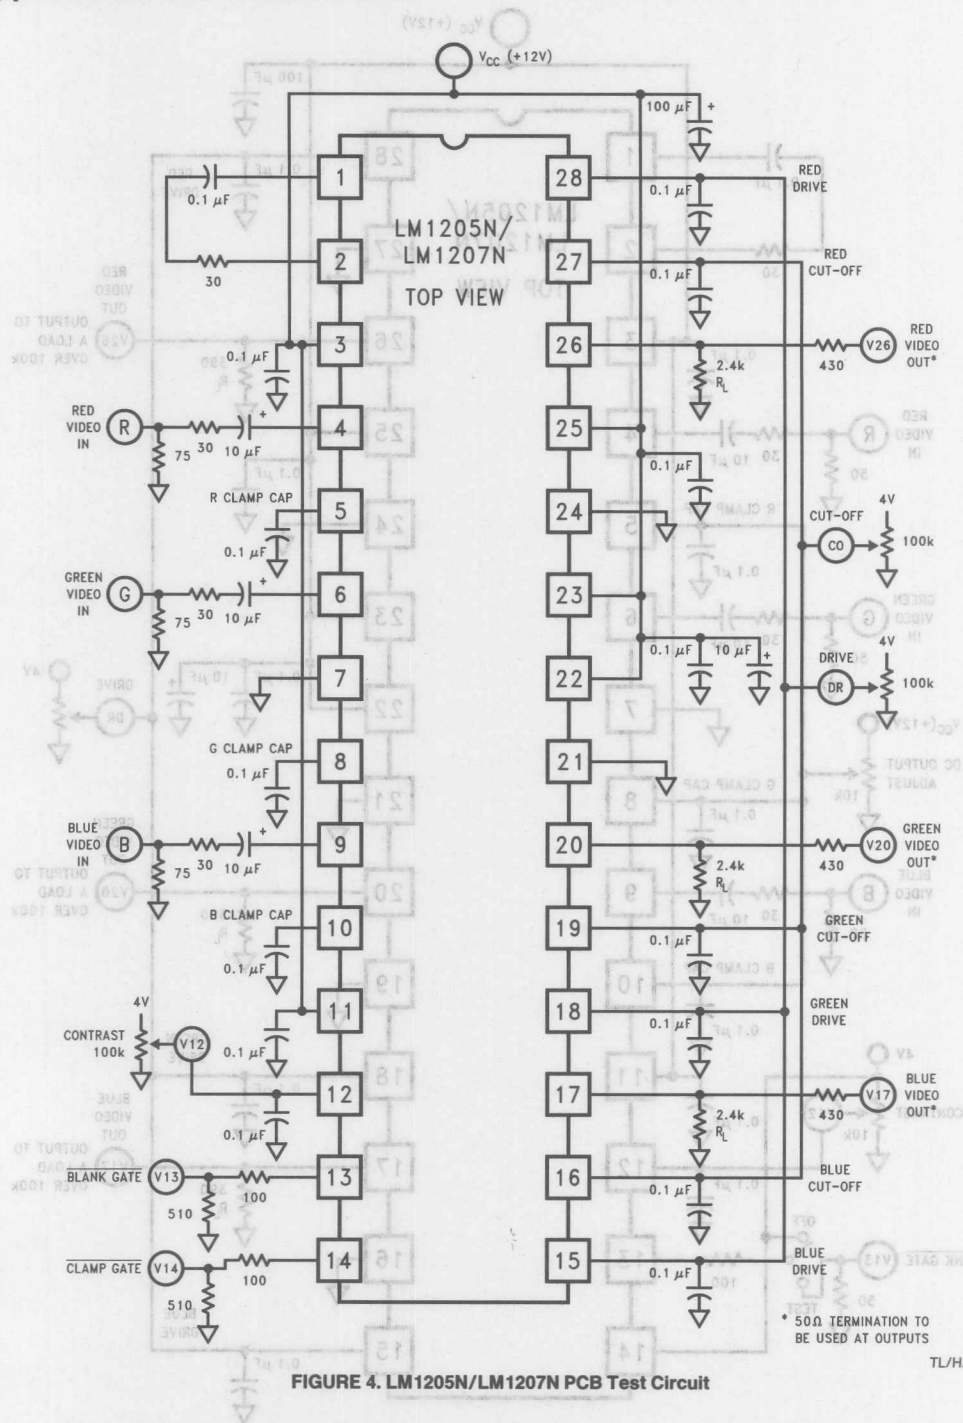 V_CC (+12V)
100 µF +
1
28
0.1 µF
0.1 µF
RED
DRIVE
LM1205N/
LM1207N
TOP VIEW
2
27
30
0.1 µF
RED
CUT-OFF
3
26
0.1 µF
2.4k
R_L
430
V26
RED
VIDEO
OUT*
RED
VIDEO
IN
R
75
30
10 µF
+
4
25
0.1 µF
R CLAMP CAP
0.1 µF
5
24
CUT-OFF
CO
4V
100k
GREEN
VIDEO
IN
G
75
30
10 µF
+
6
23
0.1 µF
10 µF
+
7
22
DRIVE
DR
4V
100k
G CLAMP CAP
0.1 µF
8
21
BLUE
VIDEO
IN
B
75
30
10 µF
+
9
20
2.4k
R_L
430
V20
GREEN
VIDEO
OUT*
B CLAMP CAP
0.1 µF
10
19
0.1 µF
GREEN
CUT-OFF
4V
CONTRAST
100k
V12
0.1 µF
11
18
0.1 µF
GREEN
DRIVE
0.1 µF
12
17
2.4k
R_L
430
V17
BLUE
VIDEO
OUT*
BLANK GATE
V13
510
100
13
16
0.1 µF
BLUE
CUT-OFF
CLAMP GATE
V14
510
100
14
15
0.1 µF
BLUE
DRIVE
* 50Ω TERMINATION TO
BE USED AT OUTPUTS
TL/H
FIGURE 4. LM1205N/LM1207N PCB Test Circuit